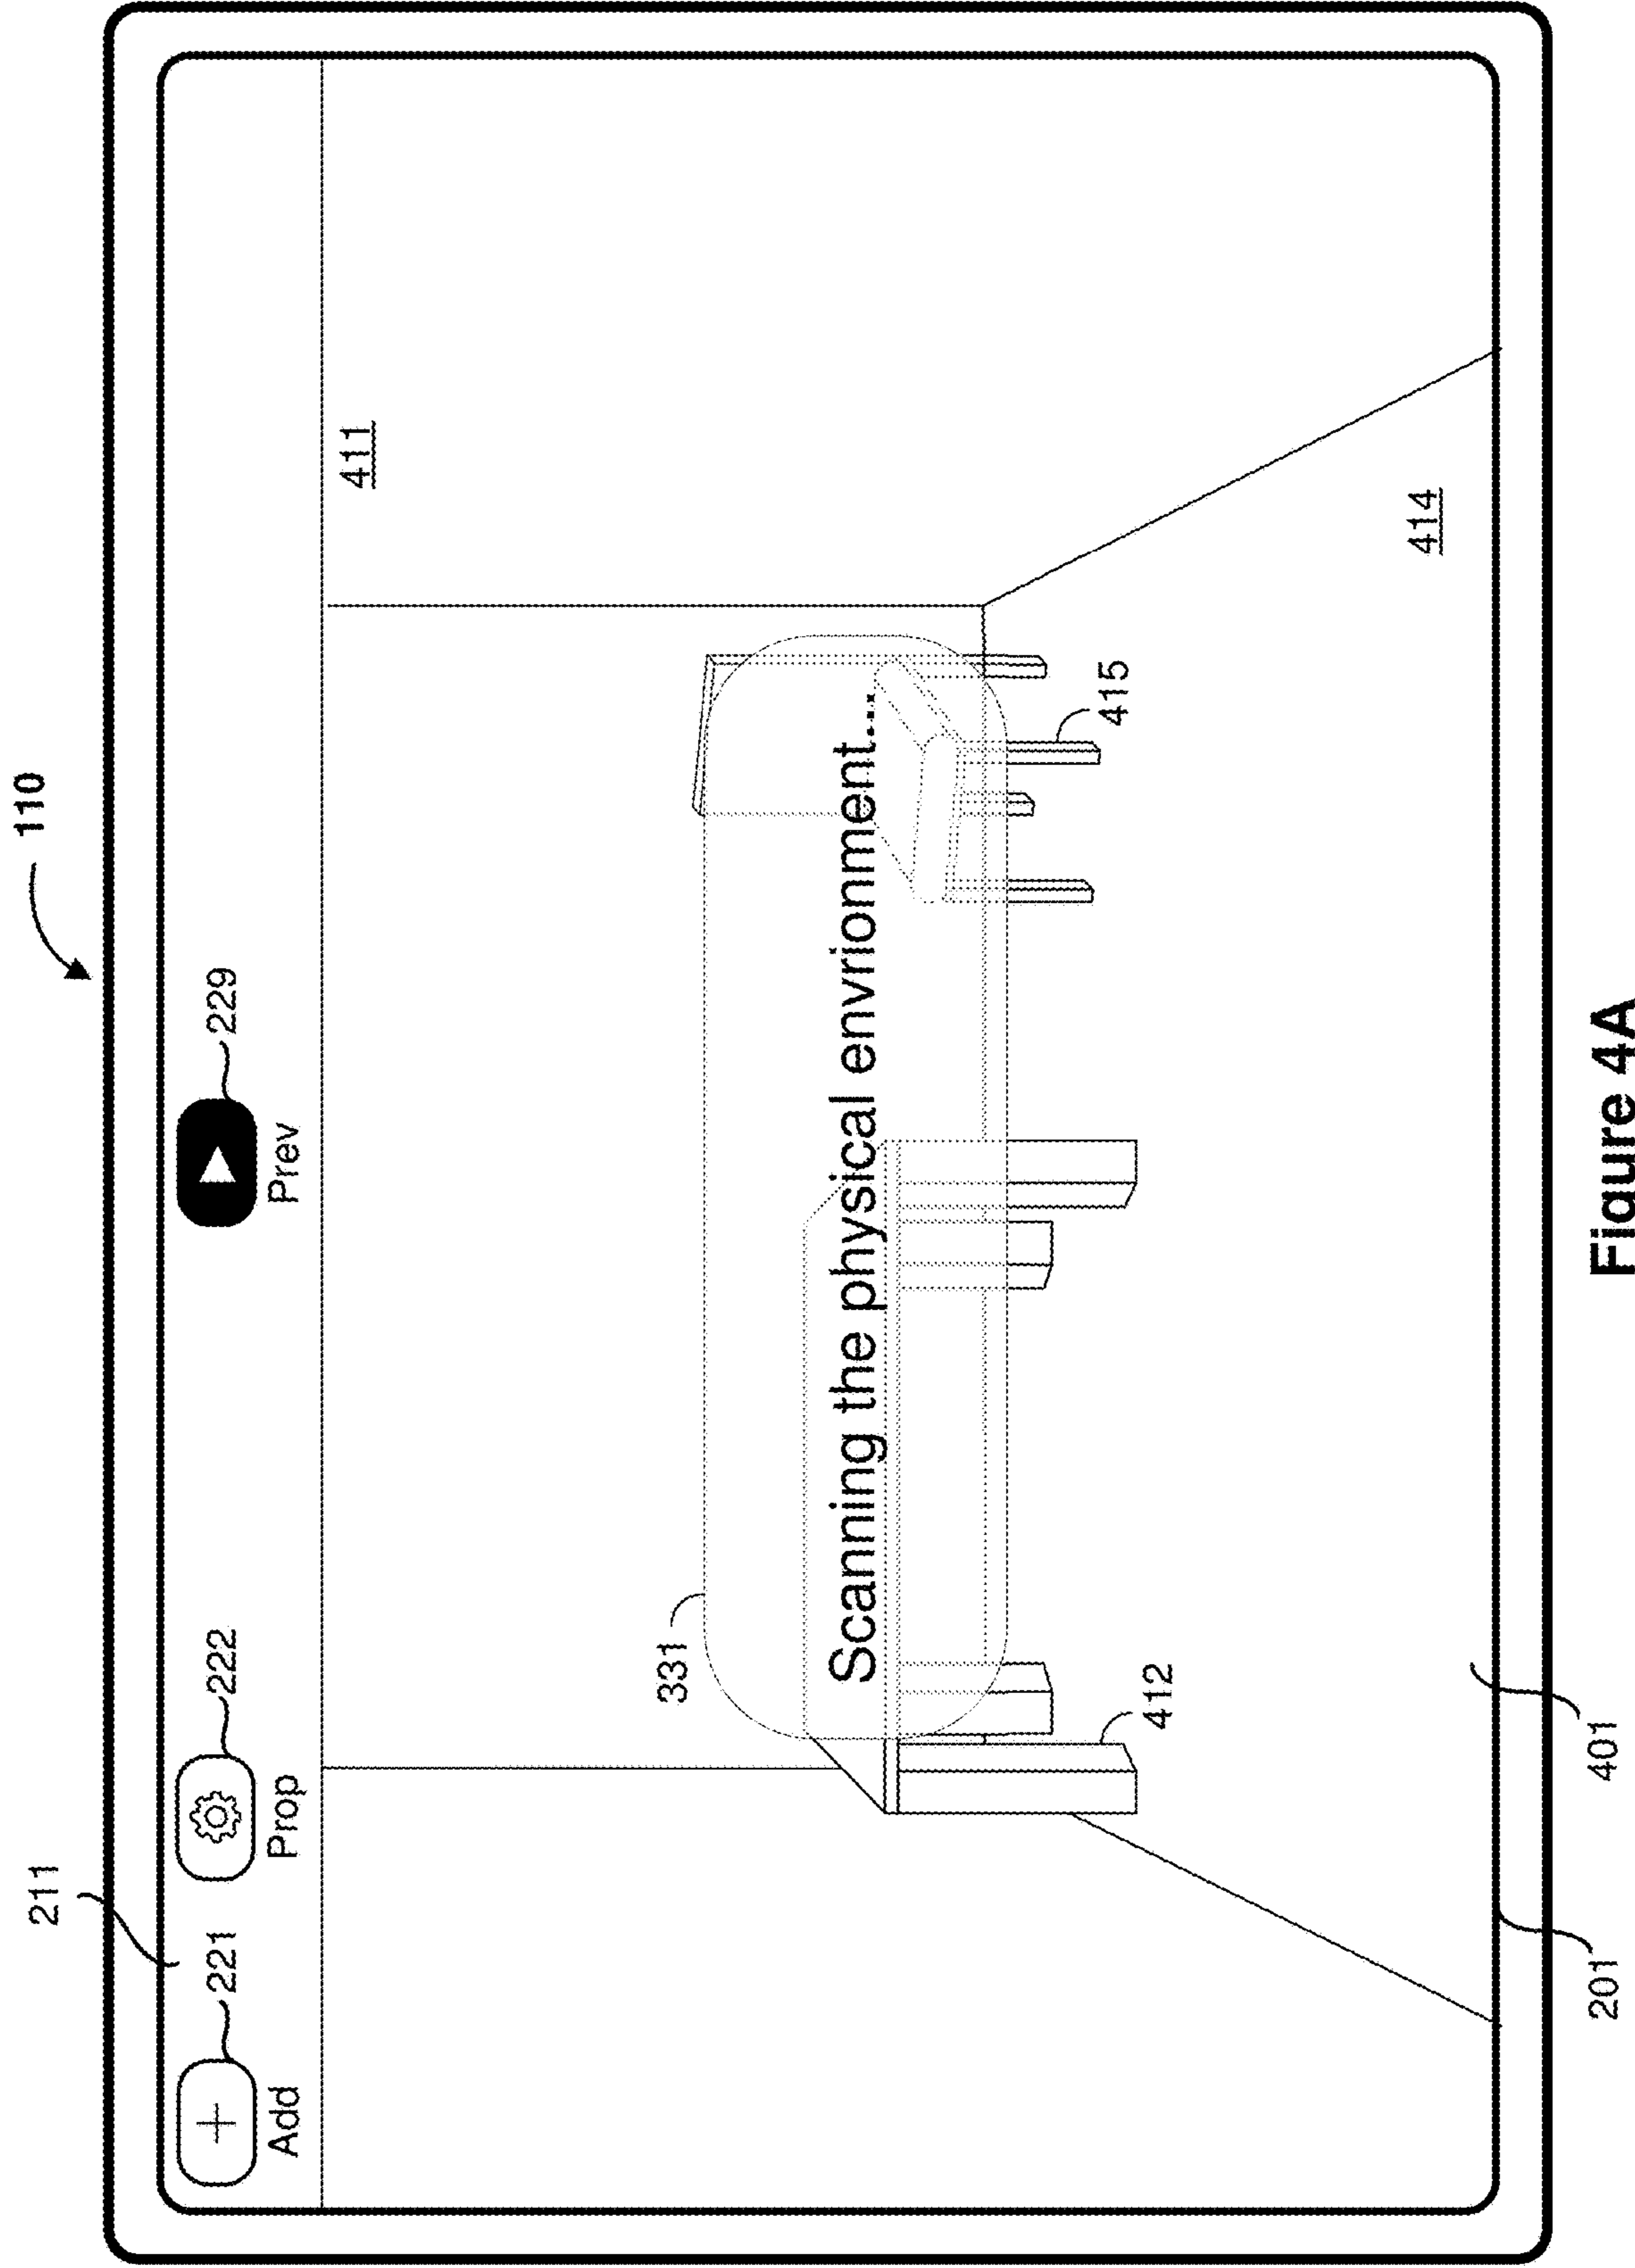 110
211
221
222
229
Add
Prop
Prev
411
331
Scanning the physical envrionment...
415
412
414
401
201
Figure 4A